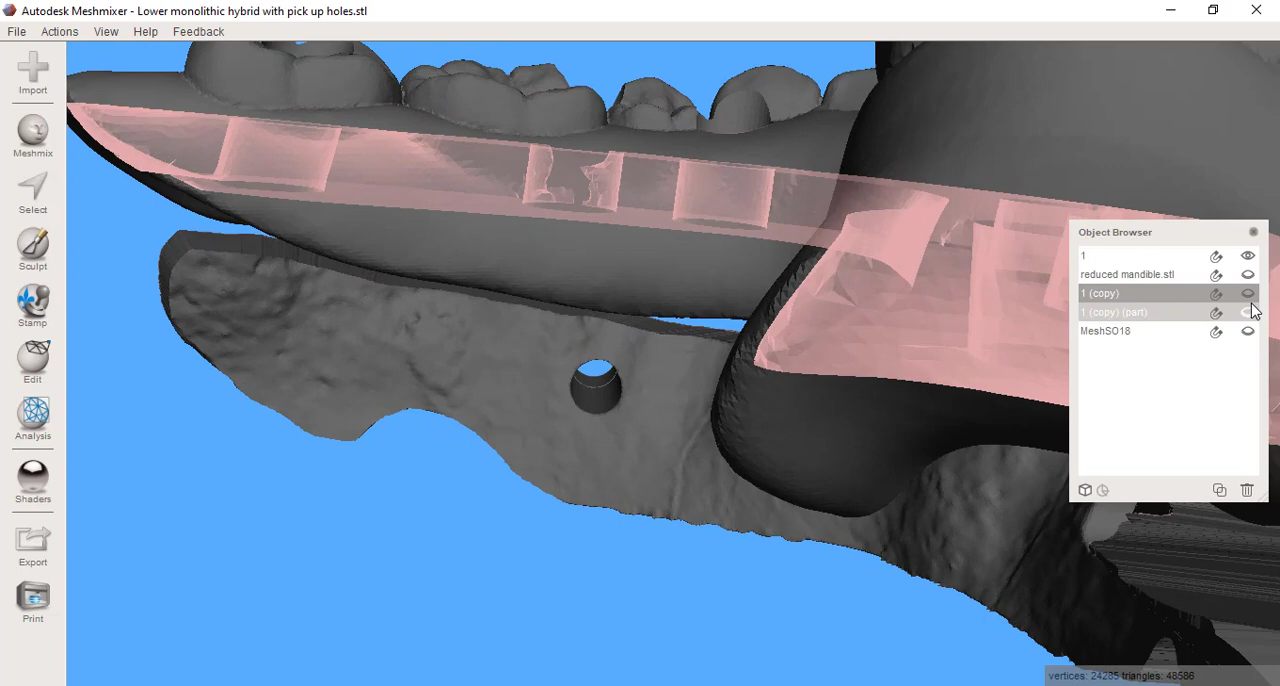 Autodesk Meshmixer - Lower monolithic hybrid with pick up holes.stl
File Actions View Help Feedback
Import
Meshmix
Select
Sculpt
Stamp
Edit
Analysis
Shaders
Export
Print
Object Browser
1
reduced mandible.stl
1 (copy)
1 (copy) (part)
MeshSO18
vertices: 24285 triangles: 48586